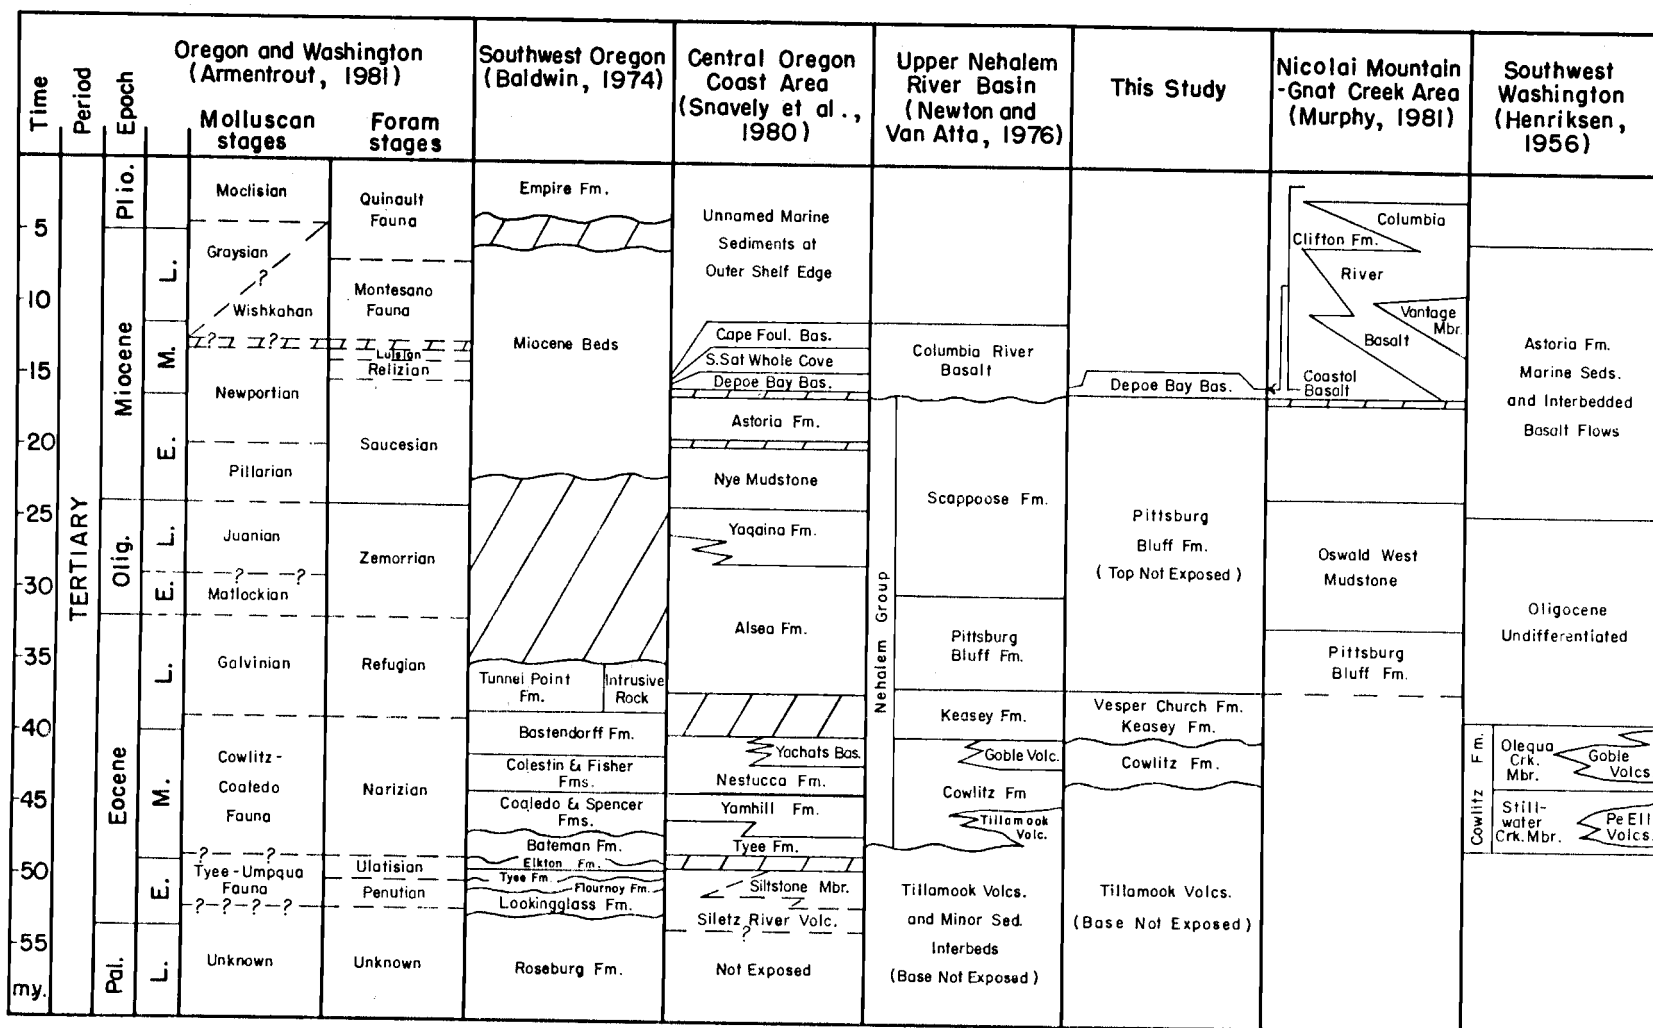 Time
Period
Epoch
Oregon and Washington
(Armentrout, 1981)
Molluscan
stages
Foram
stages
Southwest Oregon
(Baldwin, 1974)
Central Oregon
Coast Area
(Snavely et al.,
1980)
Upper Nehalem
River Basin
(Newton and
Van Atta, 1976)
This Study
Nicolai Mountain
-Gnat Creek Area
(Murphy, 1981)
Southwest
Washington
(Henriksen,
1956)
5
10
15
20
25
30
35
40
45
50
55
my.
TERTIARY
Plio.
Miocene
Olig.
Eocene
Pal.
L.
M.
E.
L.
E.
L.
M.
E.
L.
Moclisian
Graysian
?
Wishkahan
? ?
Newportian
Pillarian
Juanian
? ?
Matlockian
Galvinian
Cowlitz-
Coaledo
Fauna
? ?
Tyee-Umpqua
Fauna
? ? ? ?
Unknown
Quinault
Fauna
Montesano
Fauna
Luisian
Relizian
Saucesian
Zemorrian
Refugian
Narizian
Ulatisian
Penutian
Unknown
Empire Fm.
Miocene Beds
Tunnel Point
Fm.
Intrusive
Rock
Bastendorff Fm.
Colestin & Fisher
Fms.
Coaledo & Spencer
Fms.
Bateman Fm.
Elkton Fm.
Tyee Fm.
Flournoy Fm.
Lookingglass Fm.
Roseburg Fm.
Unnamed Marine
Sediments at
Outer Shelf Edge
Cape Foul. Bas.
S.Sat Whole Cove
Depoe Bay Bas.
Astoria Fm.
Nye Mudstone
Yaqaina Fm.
Alsea Fm.
Yachats Bas.
Nestucca Fm.
Yamhill Fm.
Tyee Fm.
Siltstone Mbr.
?
Siletz River Volc.
?
Not Exposed
Columbia River
Basalt
Nehalem Group
Scappoose Fm.
Pittsburg
Bluff Fm.
Keasey Fm.
Goble Volc.
Cowlitz Fm
Tillamook
Volc.
Tillamook Volcs.
and Minor Sed.
Interbeds
(Base Not Exposed)
Depoe Bay Bas.
Pittsburg
Bluff Fm.
(Top Not Exposed)
Vesper Church Fm.
Keasey Fm.
Cowlitz Fm.
Tillamook Volcs.
(Base Not Exposed)
Columbia
Clifton Fm.
River
Vantage
Mbr.
Basalt
Coastol
Basalt
Oswald West
Mudstone
Pittsburg
Bluff Fm.
Astoria Fm.
Marine Seds.
and Interbedded
Basalt Flows
Oligocene
Undifferentiated
Cowlitz Fm.
Olequa
Crk.
Mbr.
Goble
Volcs
Still-
water
Crk.Mbr.
Pe Ell
Volcs.